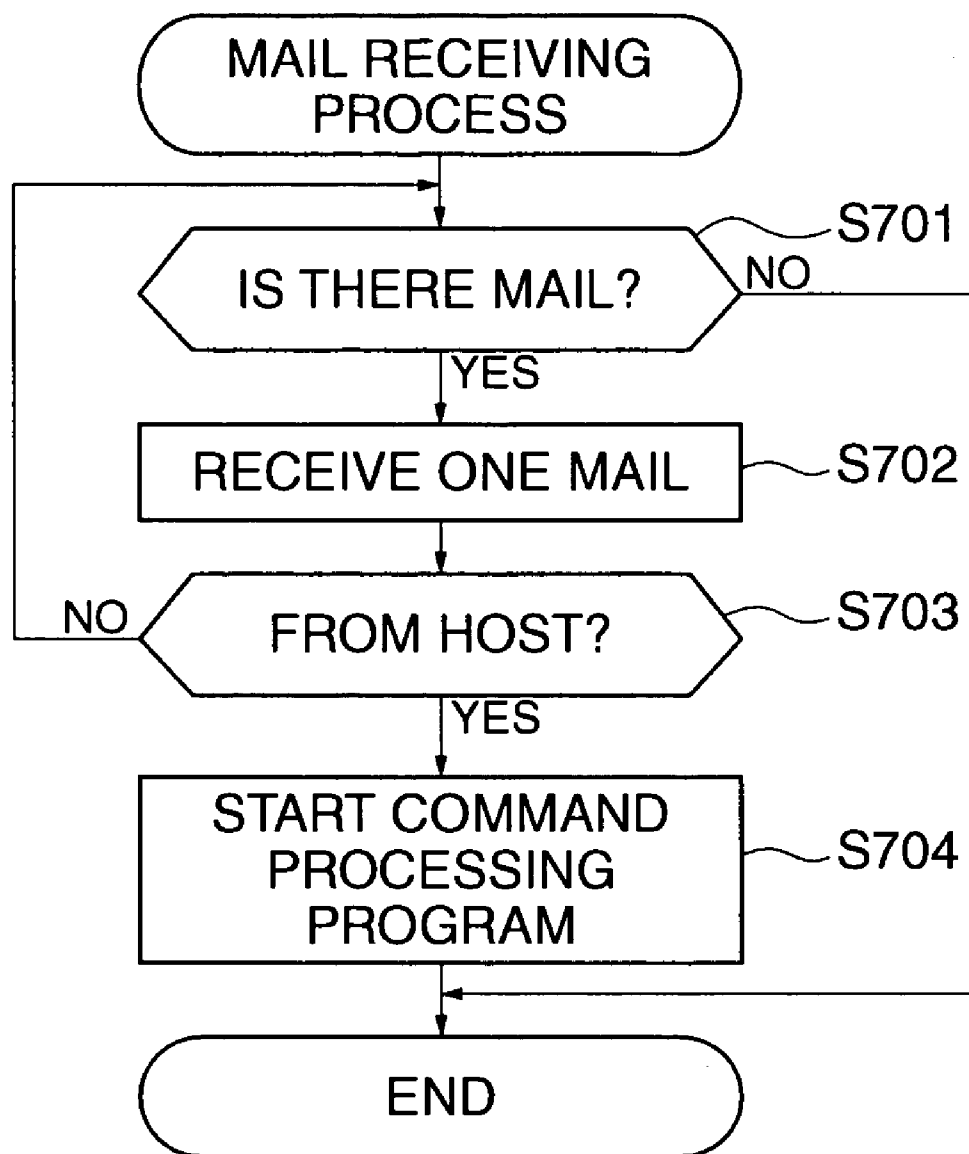 MAIL RECEIVING
PROCESS
S701
IS THERE MAIL?
NO
YES
RECEIVE ONE MAIL
S702
FROM HOST?
S703
NO
YES
START COMMAND
PROCESSING
PROGRAM
S704
END